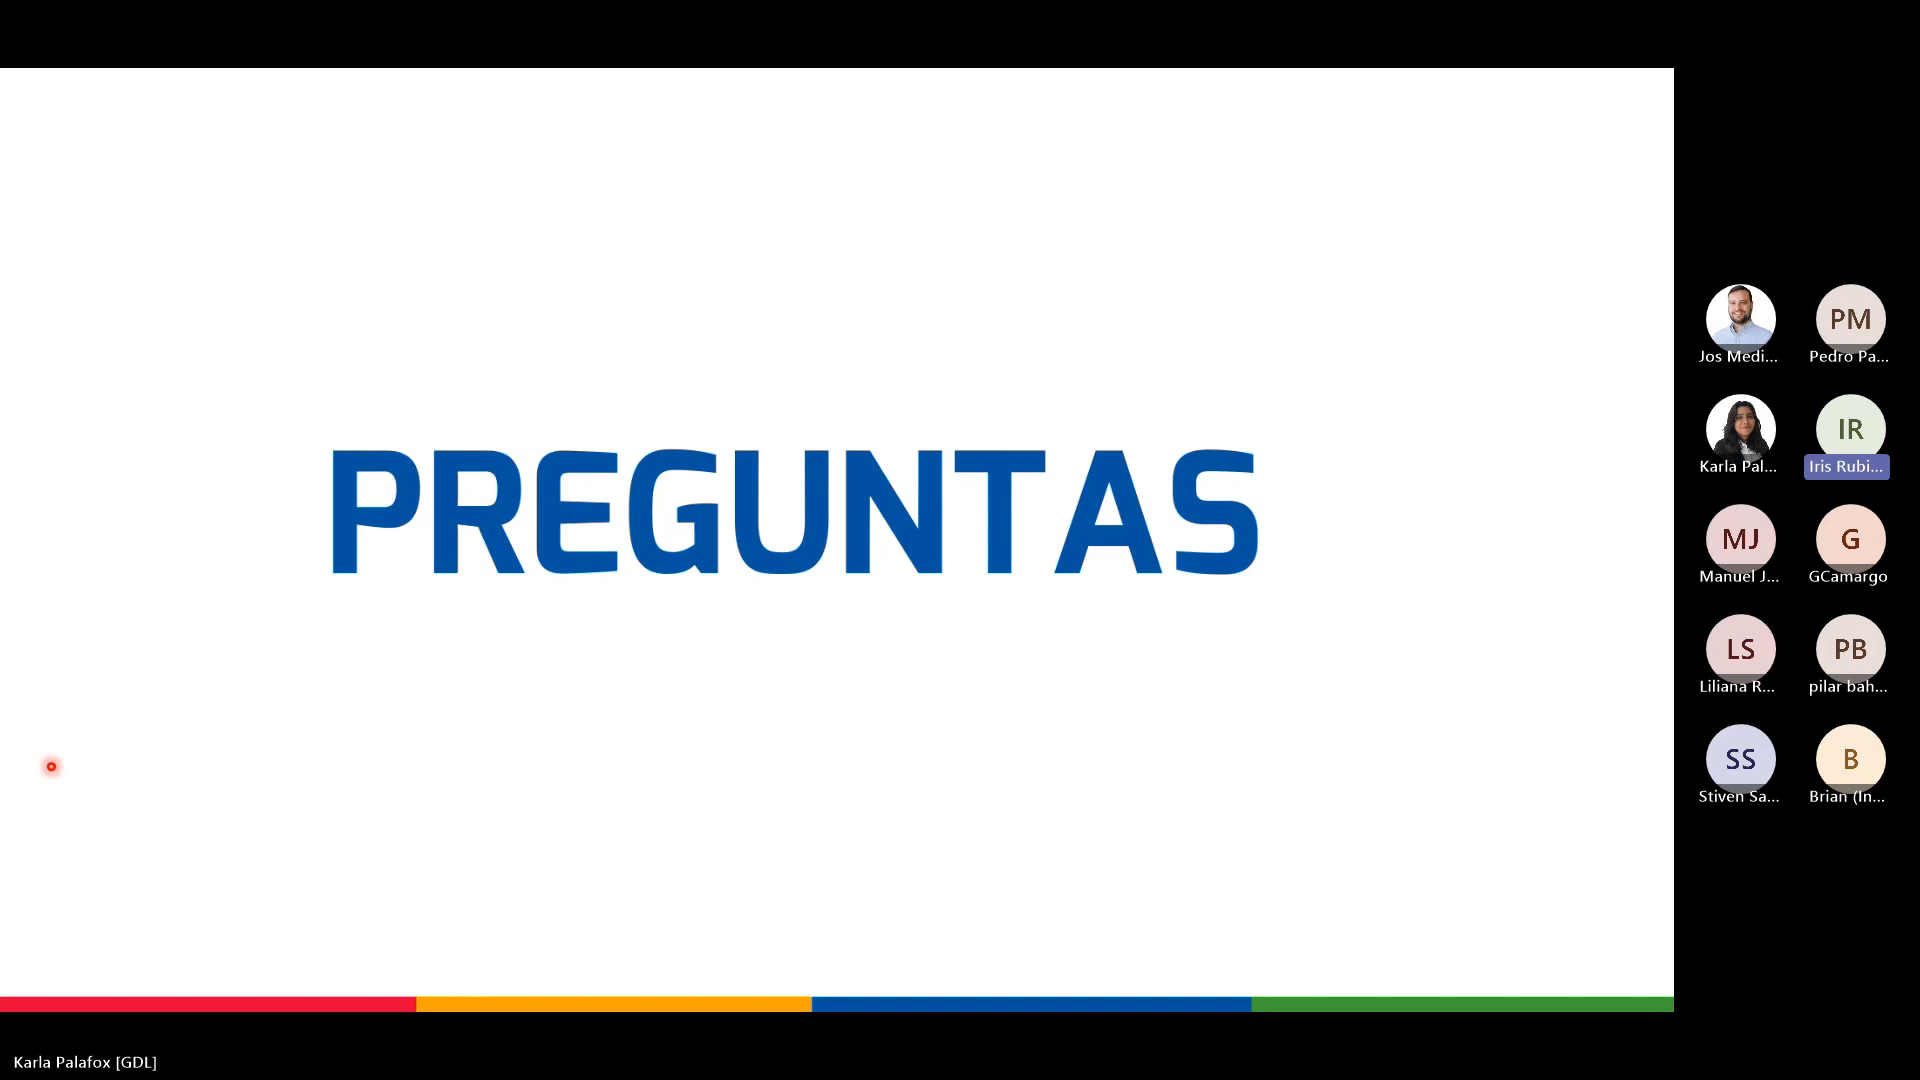 PREGUNTAS
PM
Jos Medi...
Pedro Pa...
IR
Karla Pal...
Iris Rubi...
MJ
G
Manuel J...
GCamargo
LS
PB
Liliana R...
pilar bah...
SS
B
Stiven Sa...
Brian (In...
Karla Palafox [GDL]